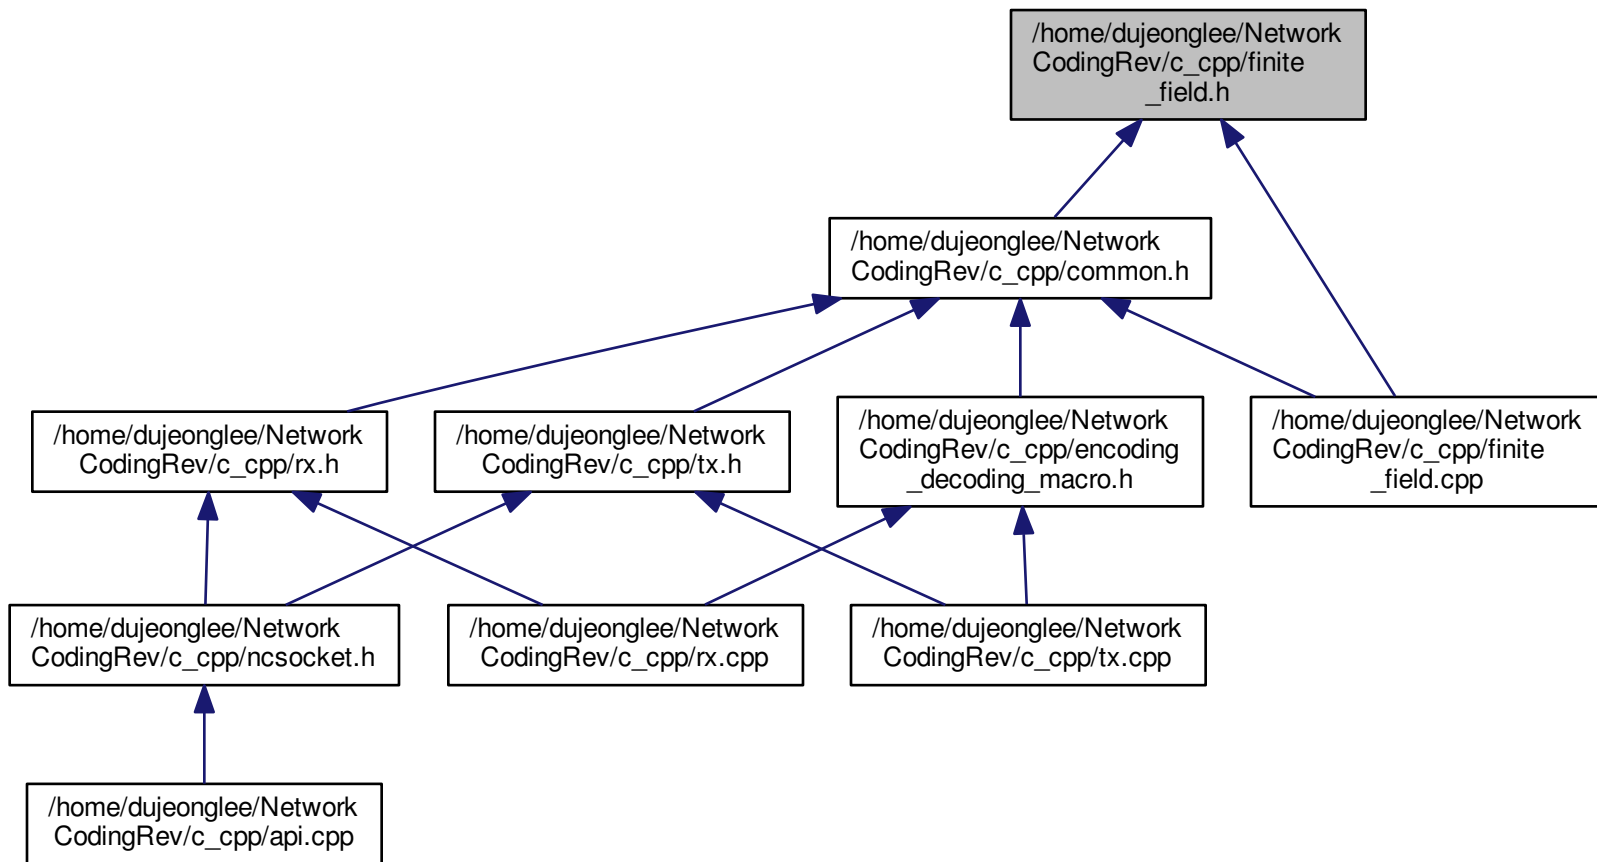 /home/dujeonglee/Network
CodingRev/c_cpp/finite
_field.h
/home/dujeonglee/Network
CodingRev/c_cpp/common.h
/home/dujeonglee/Network
CodingRev/c_cpp/rx.h
/home/dujeonglee/Network
CodingRev/c_cpp/tx.h
/home/dujeonglee/Network
CodingRev/c_cpp/encoding
_decoding_macro.h
/home/dujeonglee/Network
CodingRev/c_cpp/finite
_field.cpp
/home/dujeonglee/Network
CodingRev/c_cpp/ncsocket.h
/home/dujeonglee/Network
CodingRev/c_cpp/rx.cpp
/home/dujeonglee/Network
CodingRev/c_cpp/tx.cpp
/home/dujeonglee/Network
CodingRev/c_cpp/api.cpp